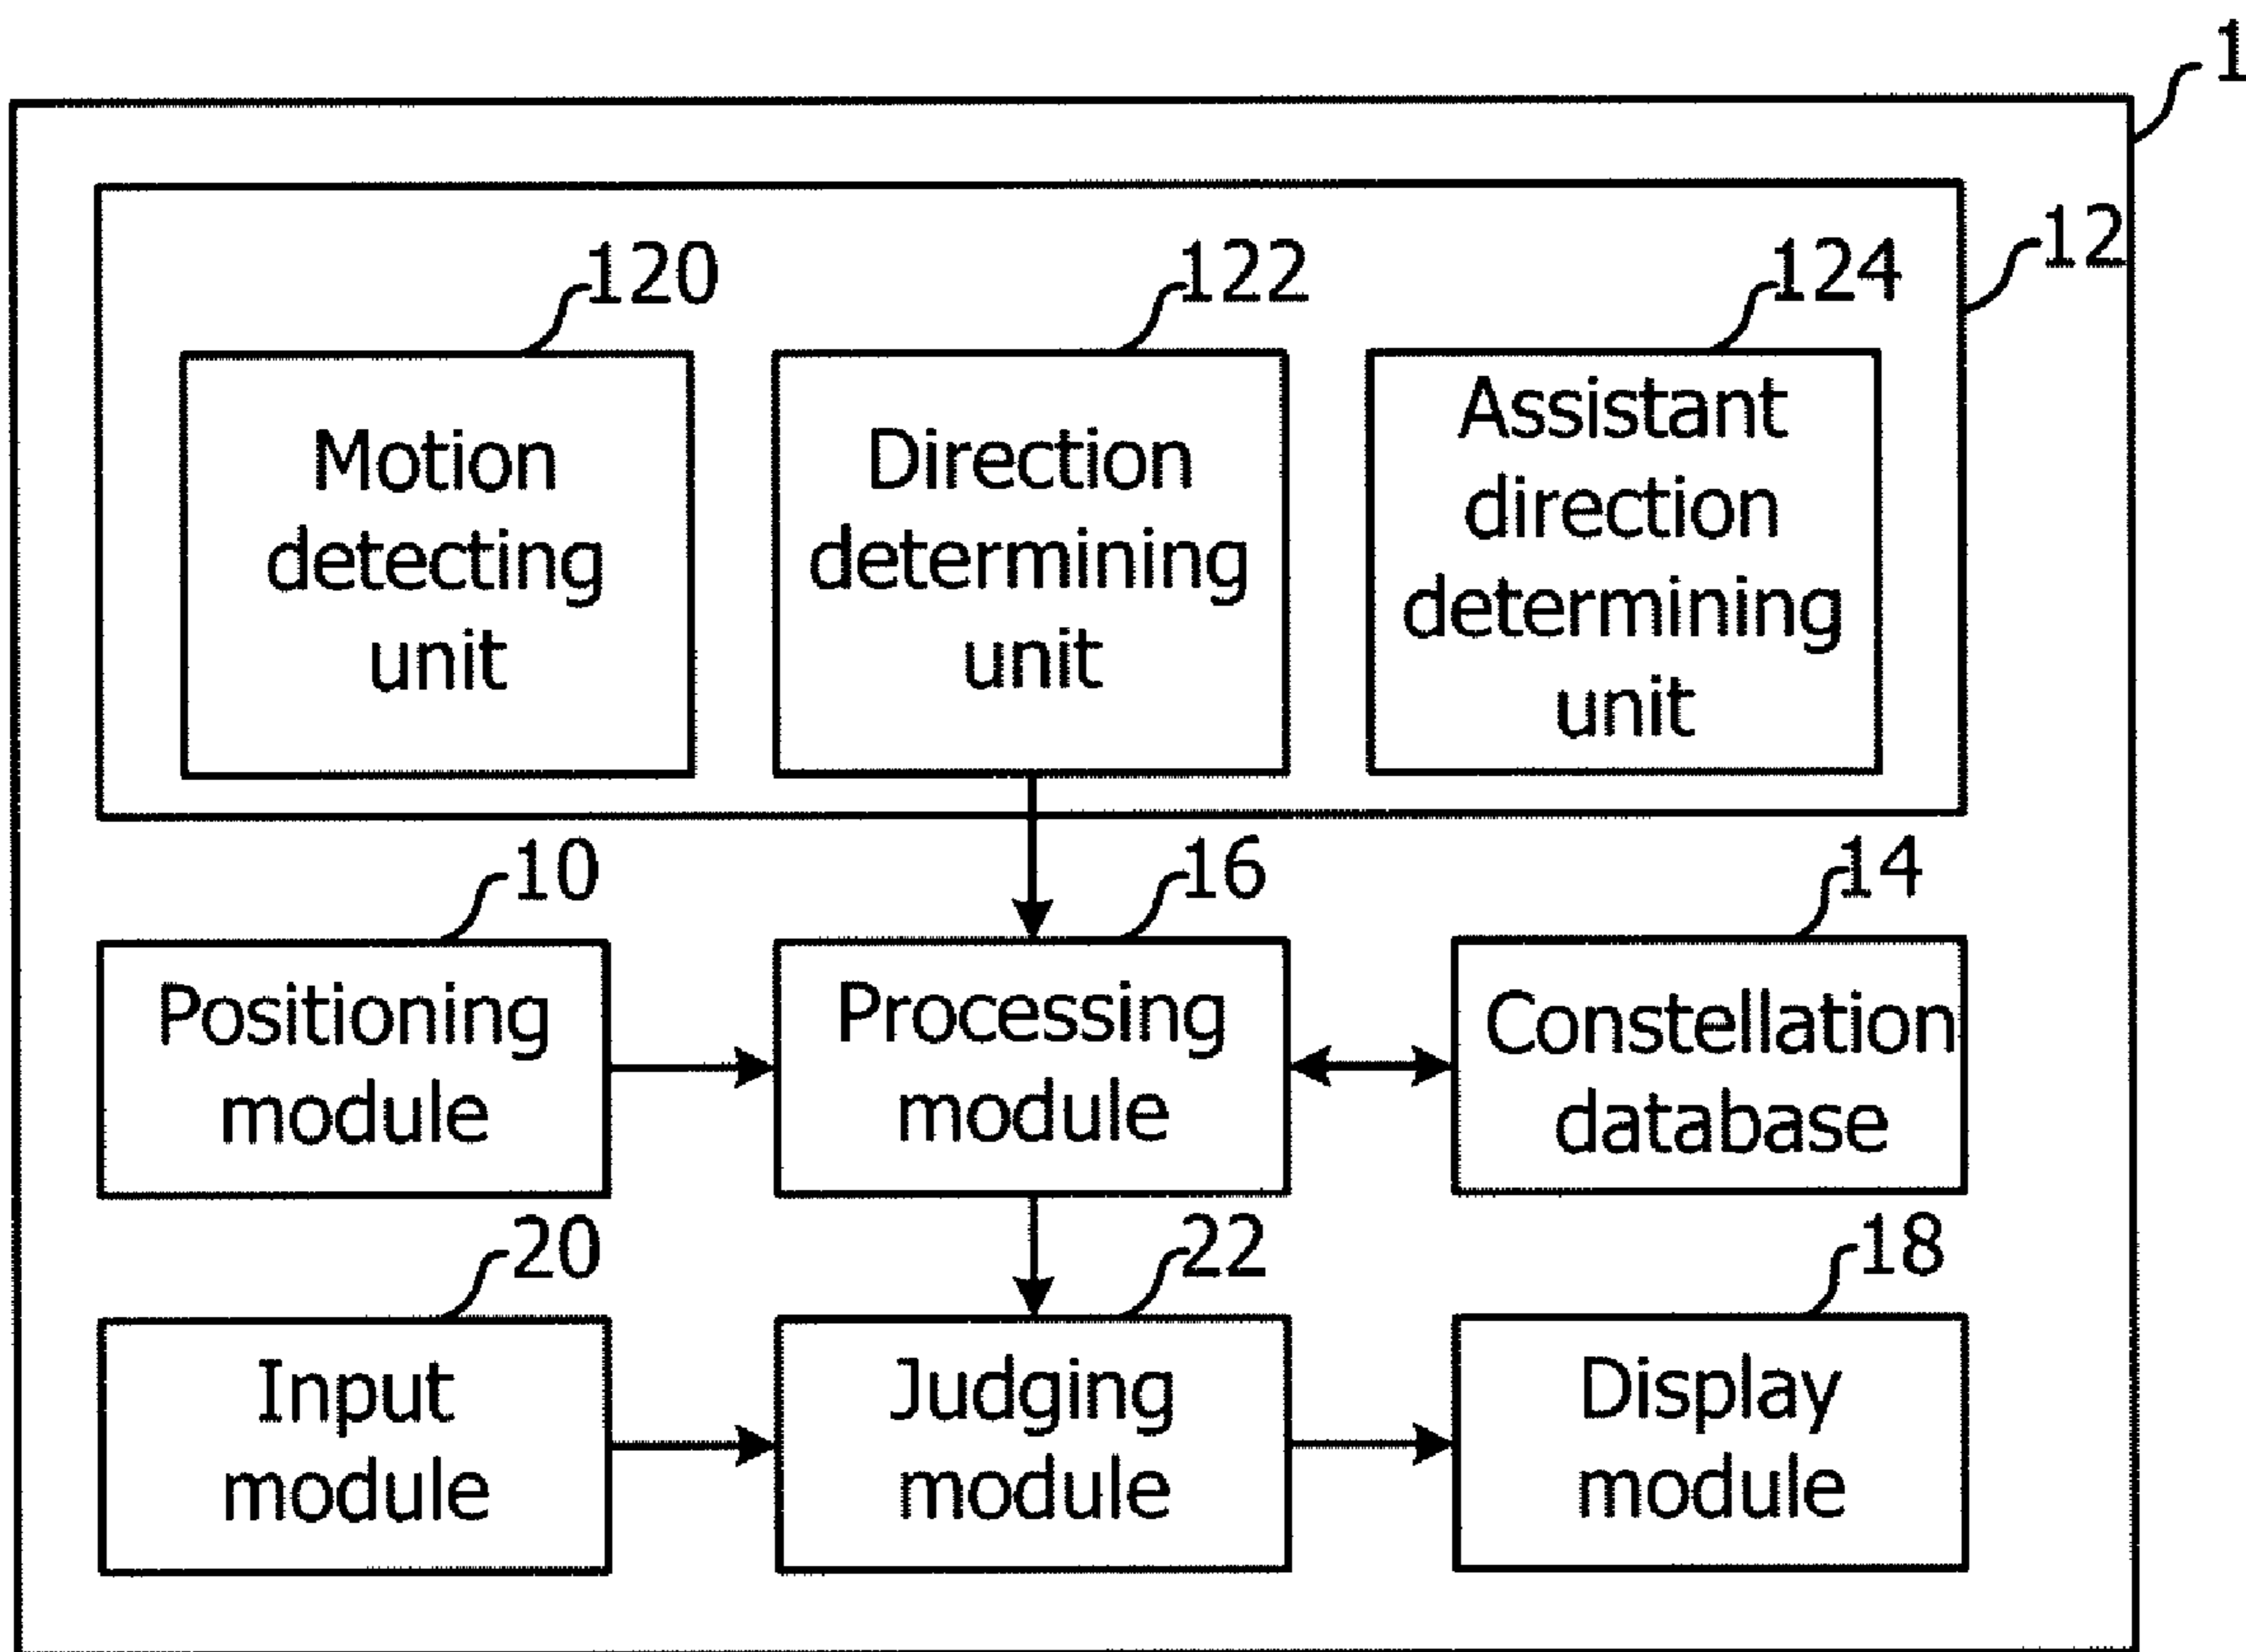 1
12
120
122
124
Motion
detecting
unit
Direction
determining
unit
Assistant
direction
determining
unit
10
16
14
Positioning
module
Processing
module
Constellation
database
20
22
18
Input
module
Judging
module
Display
module